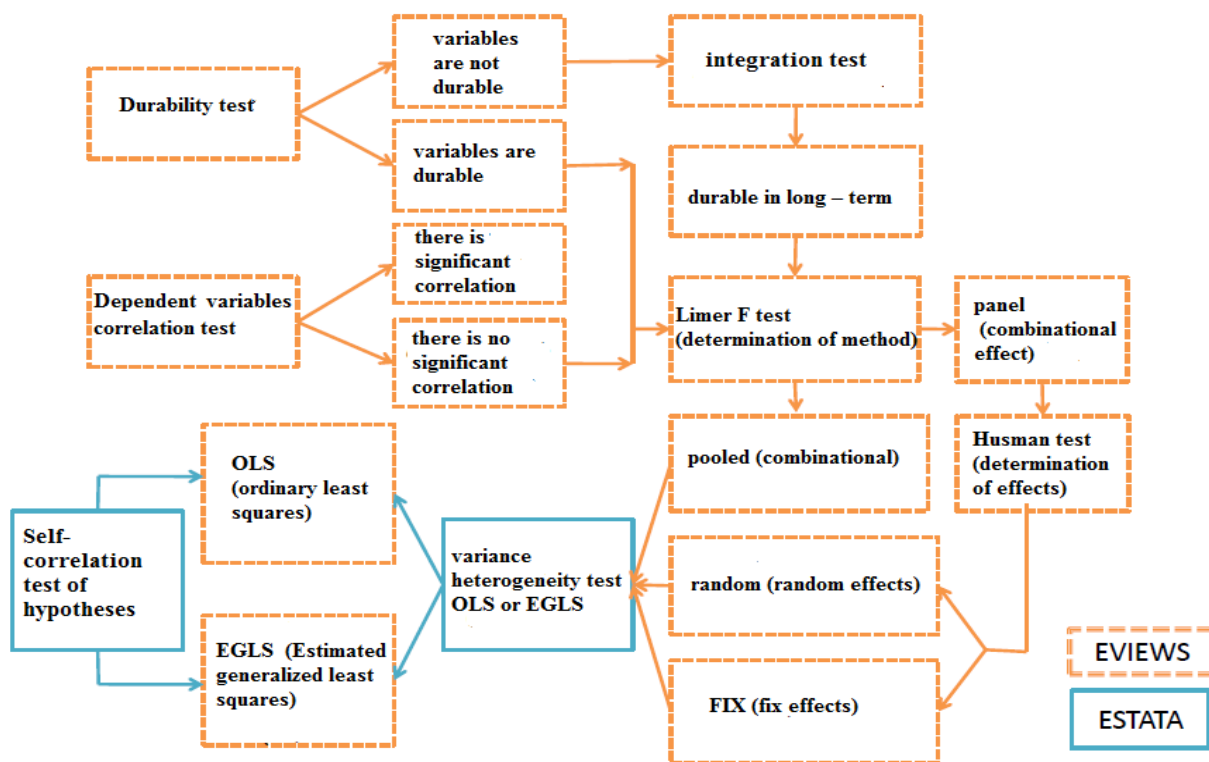 variables
are not
durable
integration test
Durability test
variables are
durable
durable in long – term
there is
significant
correlation
Dependent variables
correlation test
there is no
significant
correlation
Limer F test
(determination of method)
panel
(combinational
effect)
OLS
(ordinary least
squares)
pooled (combinational)
Husman test
(determination
of effects)
Self-
correlation
test of
hypotheses
variance
heterogeneity test
OLS or EGLS
random (random effects)
EGLS (Estimated
generalized least
squares)
FIX (fix effects)
EVIEWS
ESTATA